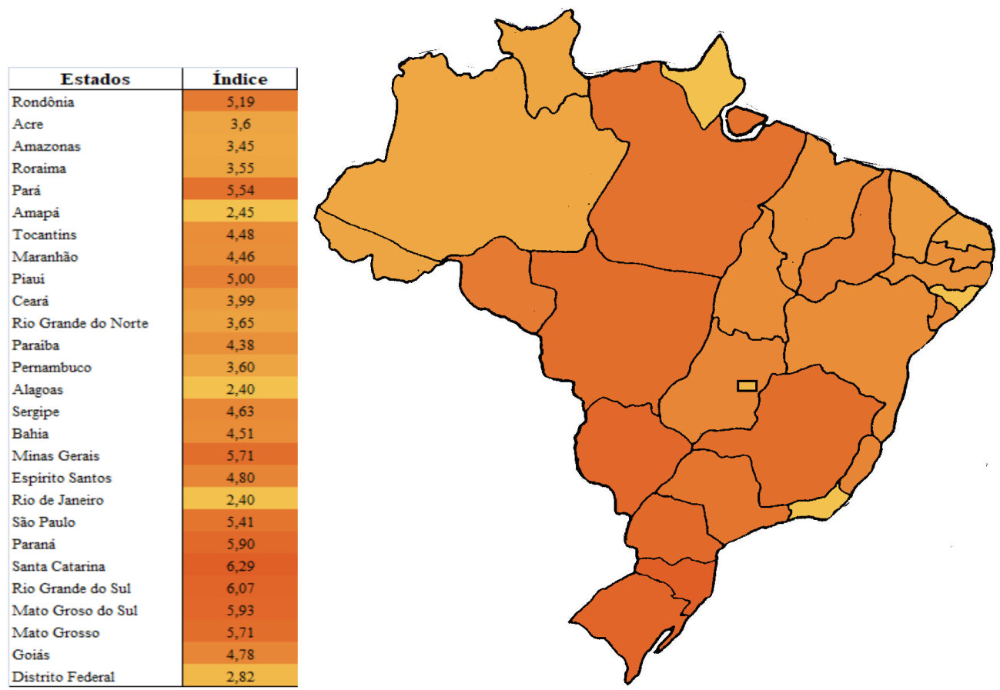 Estados Índice
Rondônia 5,19
Acre 3,6
Amazonas 3,45
Roraima 3,55
Pará 5,54
Amapá 2,45
Tocantins 4,48
Maranhão 4,46
Piaui 5,00
Ceará 3,99
Rio Grande do Norte 3,65
Paraiba 4,38
Pernambuco 3,60
Alagoas 2,40
Sergipe 4,63
Bahia 4,51
Minas Gerais 5,71
Espírito Santos 4,80
Rio de Janeiro 2,40
São Paulo 5,41
Paraná 5,90
Santa Catarina 6,29
Rio Grande do Sul 6,07
Mato Groso do Sul 5,93
Mato Grosso 5,71
Goiás 4,78
Distrito Federal 2,82